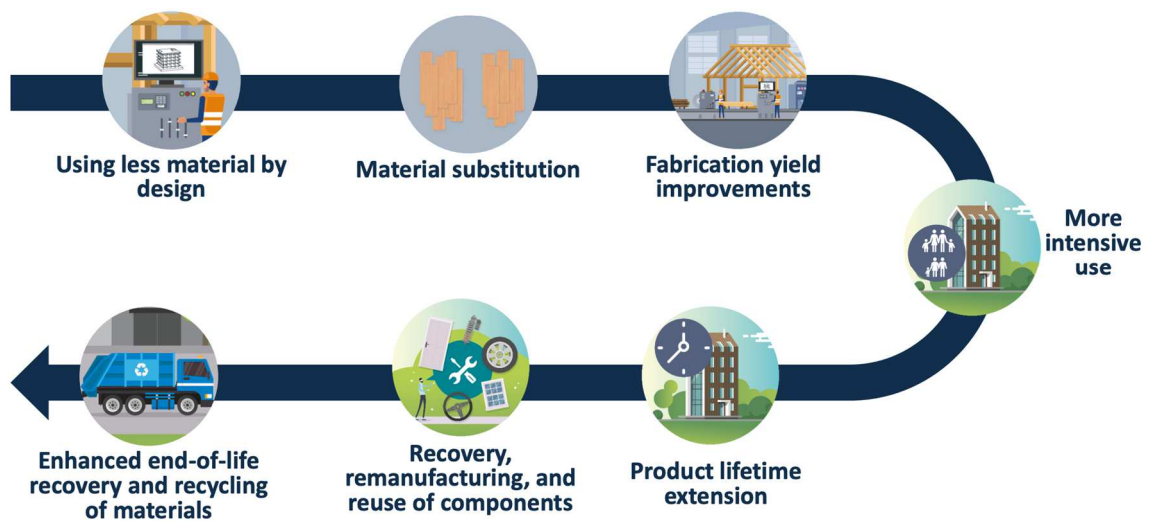 Using less material by
design
Material substitution
Fabrication yield
improvements
More
intensive
use
Product lifetime
extension
Recovery,
remanufacturing, and
reuse of components
Enhanced end-of-life
recovery and recycling
of materials